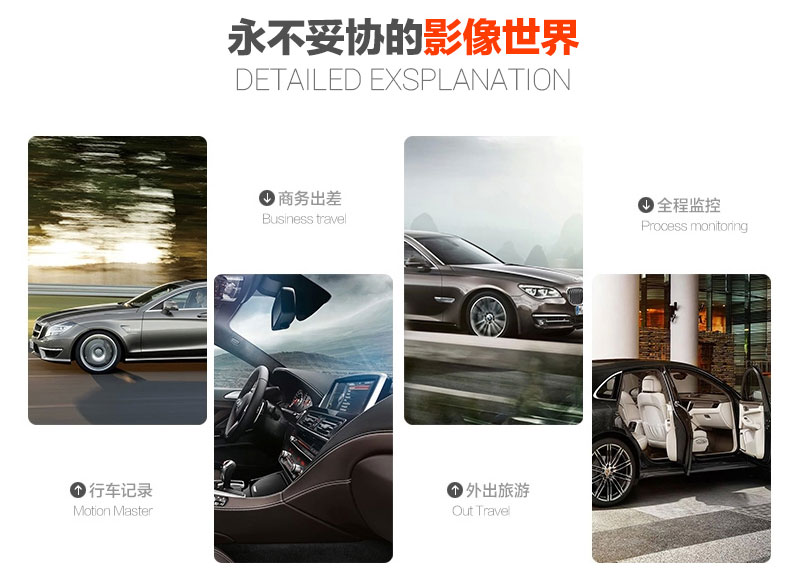 永不妥协的影像世界
DETAILED EXSPLANATION
商务出差
Business travel
全程监控
Process monitoring
行车记录
Motion Master
外出旅游
Out Travel